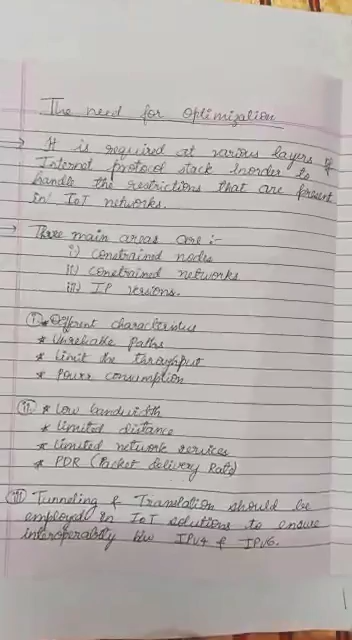 The need for optimization
→ It is required at various layers of
Internet protocol stack inorder to
handle the restrictions that are present
in IoT networks.
→ Three main areas are :-
i) constrained nodes
ii) constrained networks
iii) IP versions.
i) * Different characteristics
* Unreliable paths
* Limit the throughput
* Power consumption
ii) * Low bandwidth
* Limited distance
* Limited network services
* PDR (Packet delivery Rate)
iii) Tunneling & Translation should be
employed in IoT solutions to ensure
interoperability b/w IPv4 & IPv6.